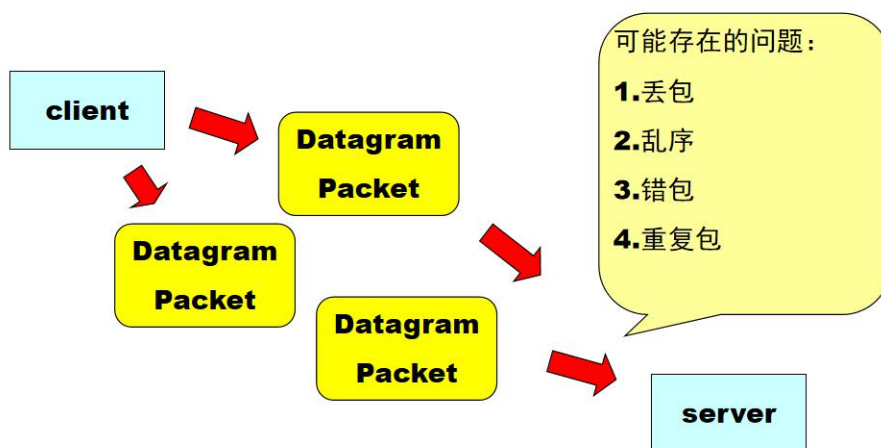 client
Datagram
Packet
Datagram
Packet
Datagram
Packet
可能存在的问题：
1.丢包
2.乱序
3.错包
4.重复包
server